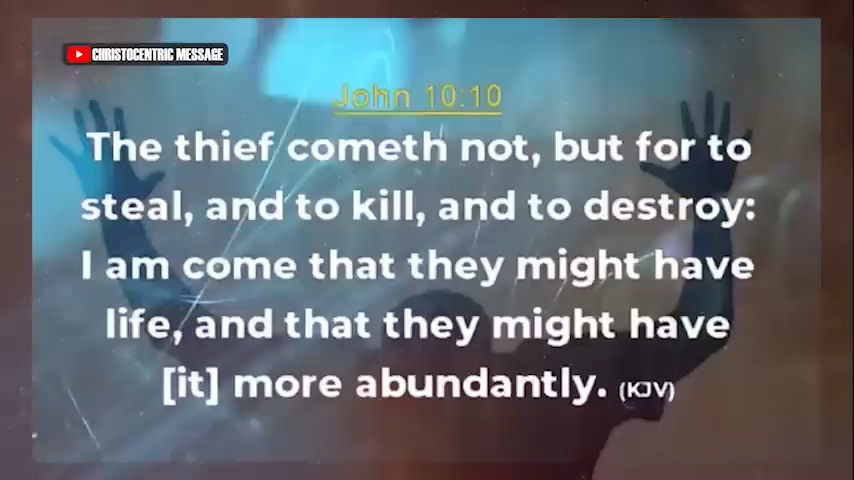 CHRISTOCENTRIC MESSAGE
John 10:10
The thief cometh not, but for to
steal, and to kill, and to destroy:
I am come that they might have
life, and that they might have
[it] more abundantly. (KJV)